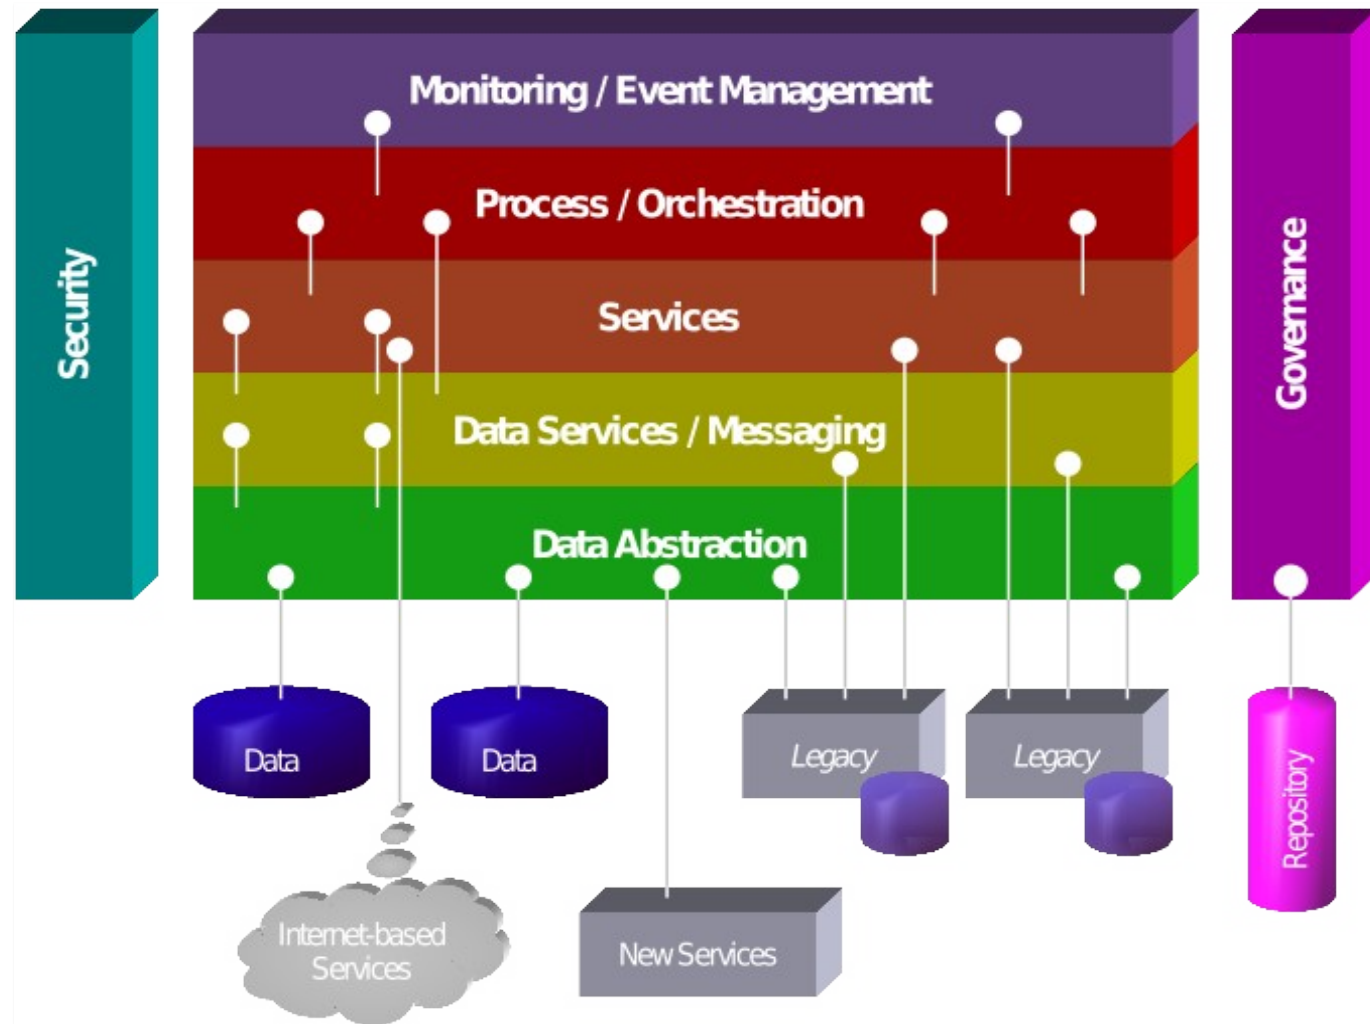 Security
Monitoring / Event Management
Process / Orchestration
Services
Data Services / Messaging
Data Abstraction
Governance
Data
Data
Legacy
Legacy
Repository
Internet-based
Services
New Services